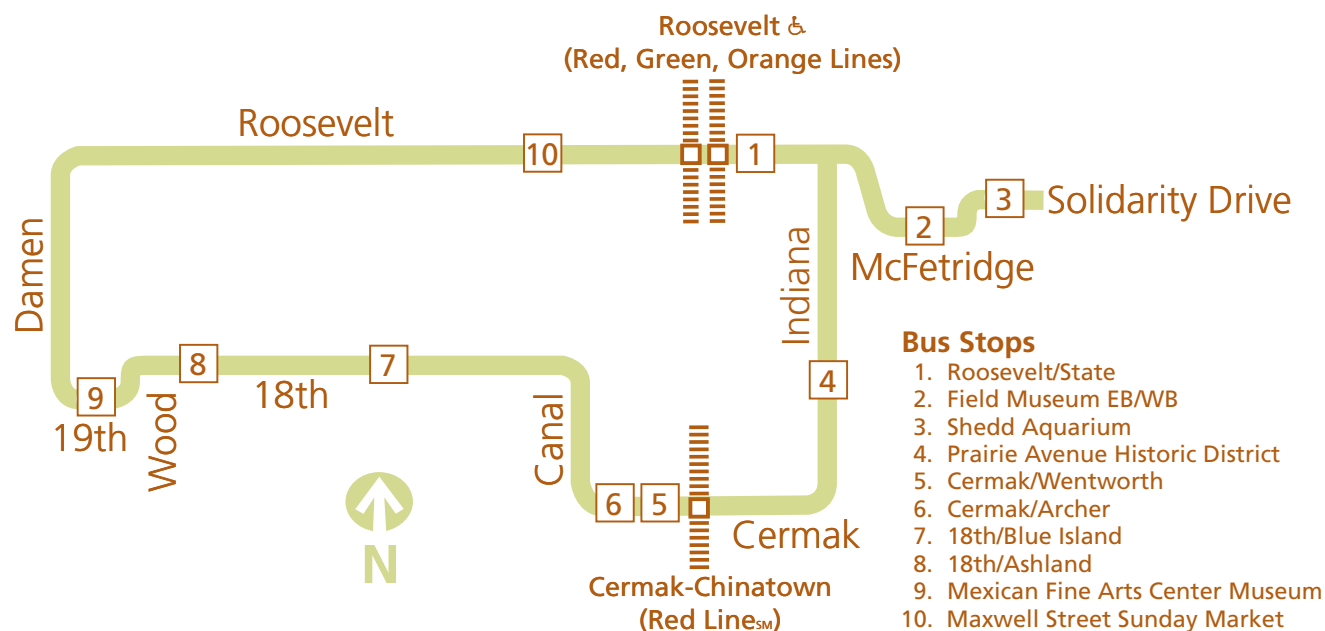 Roosevelt ♿
(Red, Green, Orange Lines)
Roosevelt
10
1
3
Solidarity Drive
2
McFetridge
Damen
Indiana
8
7
4
9
18th
19th
Wood
Canal
6
5
Cermak
N
Cermak-Chinatown
(Red Line℠)
Bus Stops
1. Roosevelt/State
2. Field Museum EB/WB
3. Shedd Aquarium
4. Prairie Avenue Historic District
5. Cermak/Wentworth
6. Cermak/Archer
7. 18th/Blue Island
8. 18th/Ashland
9. Mexican Fine Arts Center Museum
10. Maxwell Street Sunday Market